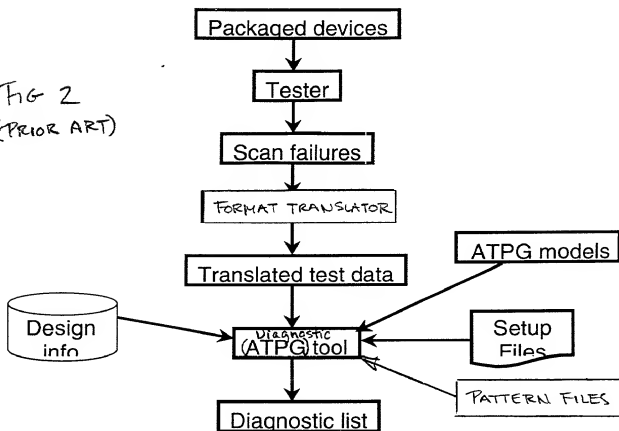 Packaged devices
FIG 2
(PRIOR ART)
Tester
Scan failures
FORMAT TRANSLATOR
ATPG models
Translated test data
Design
info
Diagnostic
(ATPG) tool
Setup
Files
PATTERN FILES
Diagnostic list